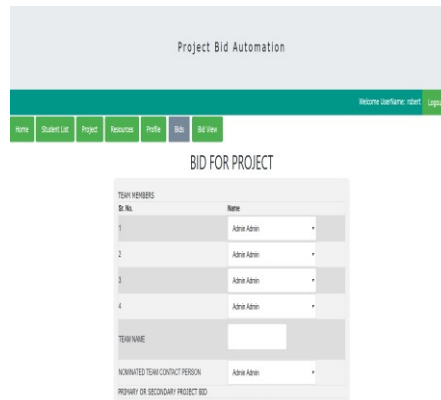 Project Bid Automation
Welcome UserName: robert Logou
Home Student List Project Resources Profile Bids Bid View
BID FOR PROJECT
TEAM MEMBERS
Sr. No. Name
1 Admin Admin
2 Admin Admin
3 Admin Admin
4 Admin Admin
TEAM NAME
NOMINATED TEAM CONTACT PERSON Admin Admin
PRIMARY OR SECONDARY PROJECT BID